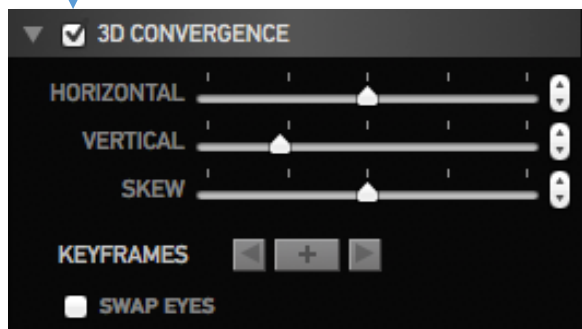 3D CONVERGENCE
HORIZONTAL
VERTICAL
SKEW
KEYFRAMES
SWAP EYES